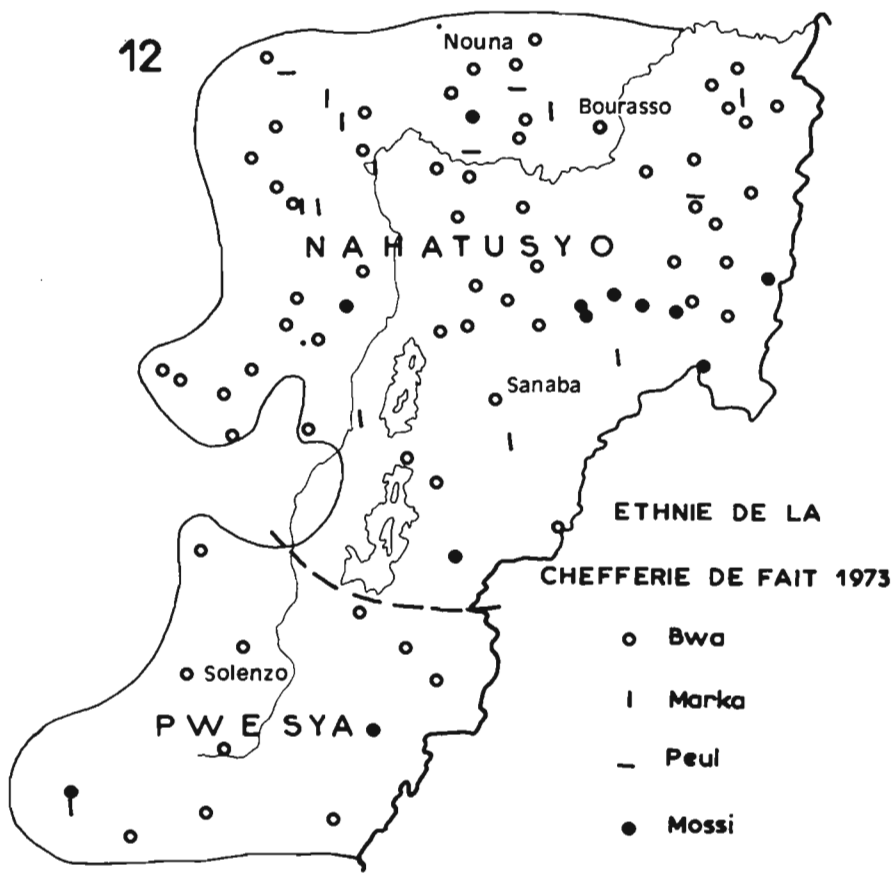 12
Nouna
Bourasso
NAHATUSYO
Sanaba
ETHNIE DE LA
CHEFFERIE DE FAIT 1973
Bwa
Marka
Peul
Mossi
Solenzo
PWESYA